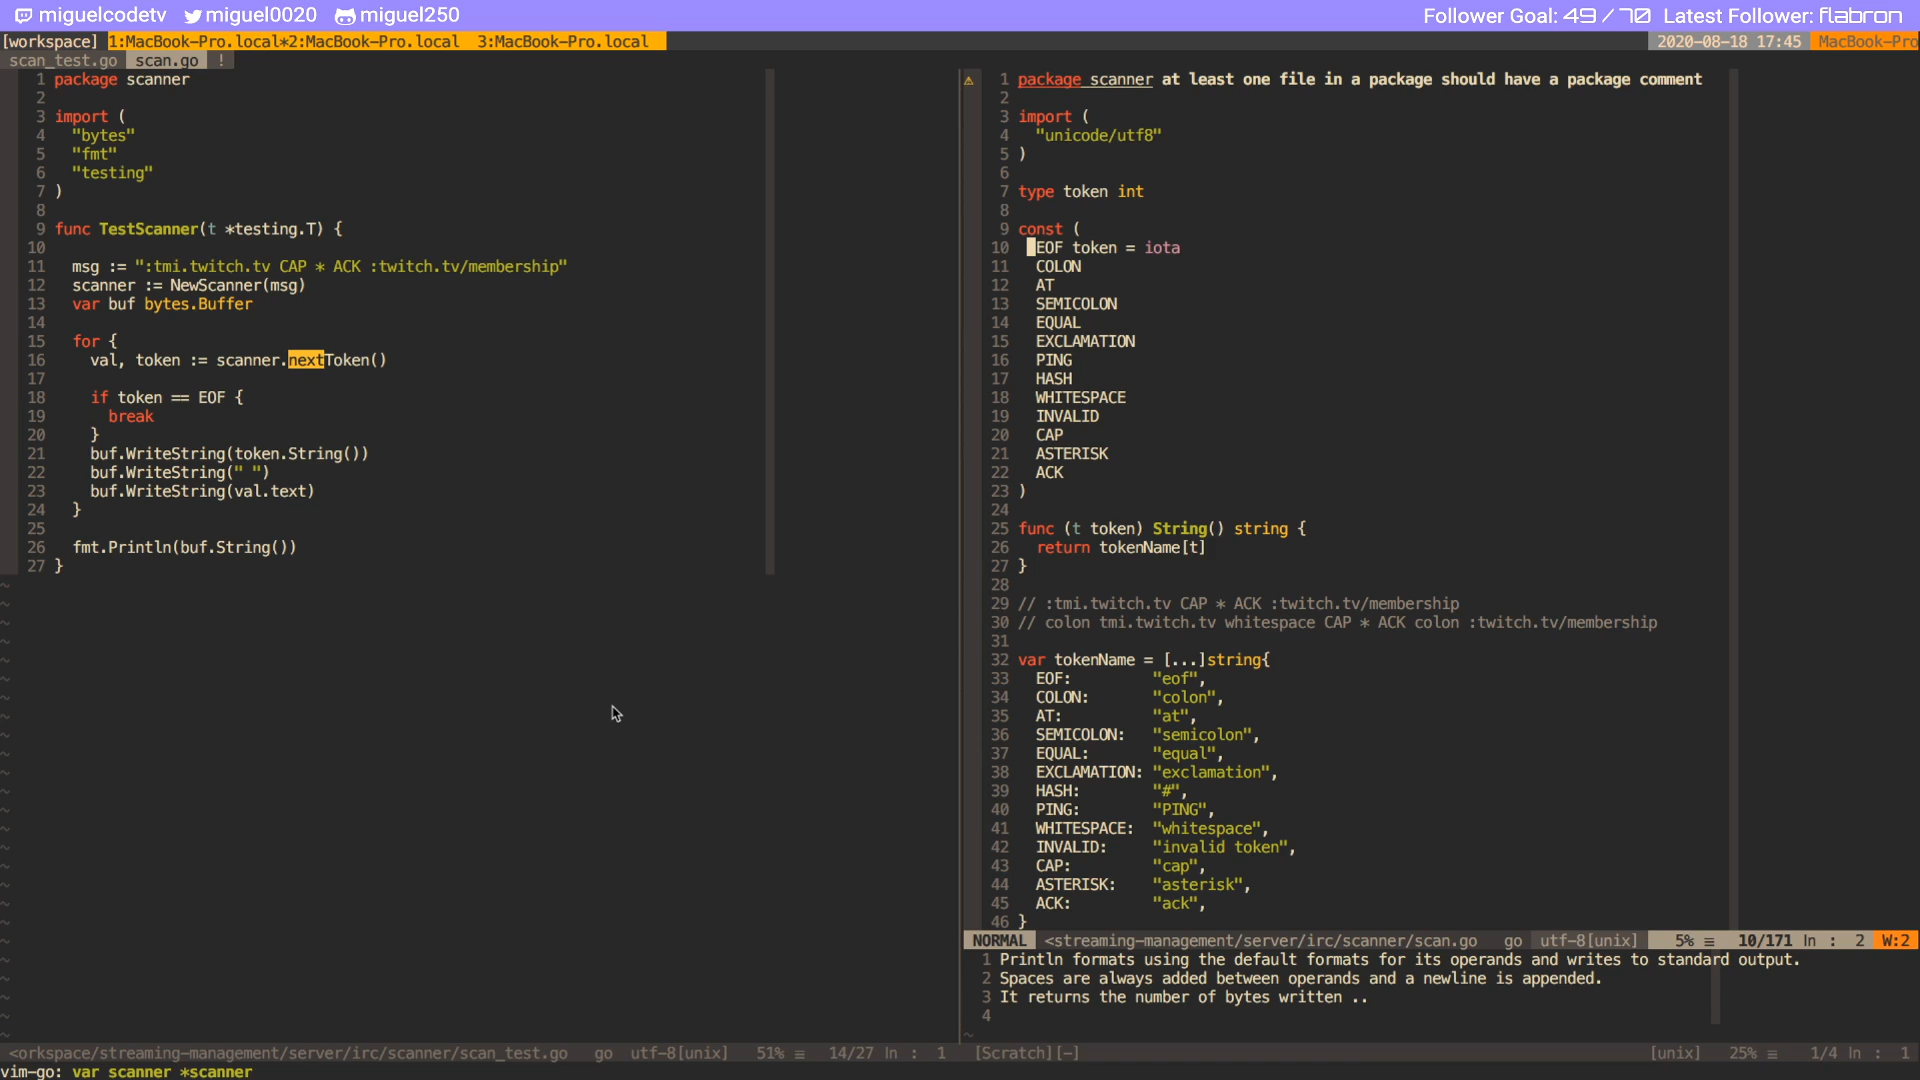 miguelcodetv miguel0020 miguel250
Follower Goal: 49 / 70 Latest Follower: flabron
[workspace] 1:MacBook-Pro.local*2:MacBook-Pro.local 3:MacBook-Pro.local
2020-08-18 17:45 MacBook-Pro
scan_test.go scan.go !
1 package scanner
2
3 import (
4 "bytes"
5 "fmt"
6 "testing"
7 )
8
9 func TestScanner(t *testing.T) {
10
11 msg := ":tmi.twitch.tv CAP * ACK :twitch.tv/membership"
12 scanner := NewScanner(msg)
13 var buf bytes.Buffer
14
15 for {
16 val, token := scanner.nextToken()
17
18 if token == EOF {
19 break
20 }
21 buf.WriteString(token.String())
22 buf.WriteString(" ")
23 buf.WriteString(val.text)
24 }
25
26 fmt.Println(buf.String())
27 }
1 package scanner at least one file in a package should have a package comment
2
3 import (
4 "unicode/utf8"
5 )
6
7 type token int
8
9 const (
10 EOF token = iota
11 COLON
12 AT
13 SEMICOLON
14 EQUAL
15 EXCLAMATION
16 PING
17 HASH
18 WHITESPACE
19 INVALID
20 CAP
21 ASTERISK
22 ACK
23 )
24
25 func (t token) String() string {
26 return tokenName[t]
27 }
28
29 // :tmi.twitch.tv CAP * ACK :twitch.tv/membership
30 // colon tmi.twitch.tv whitespace CAP * ACK colon :twitch.tv/membership
31
32 var tokenName = [...]string{
33 EOF: "eof",
34 COLON: "colon",
35 AT: "at",
36 SEMICOLON: "semicolon",
37 EQUAL: "equal",
38 EXCLAMATION: "exclamation",
39 HASH: "#",
40 PING: "PING",
41 WHITESPACE: "whitespace",
42 INVALID: "invalid token",
43 CAP: "cap",
44 ASTERISK: "asterisk",
45 ACK: "ack",
46 }
NORMAL <streaming-management/server/irc/scanner/scan.go go utf-8[unix] 5% ≡ 10/171 ln : 2 W:2
1 Println formats using the default formats for its operands and writes to standard output.
2 Spaces are always added between operands and a newline is appended.
3 It returns the number of bytes written ..
4
<orkspace/streaming-management/server/irc/scanner/scan_test.go go utf-8[unix] 51% ≡ 14/27 ln : 1
[Scratch][-] [unix] 25% ≡ 1/4 ln : 1
vim-go: var scanner *scanner